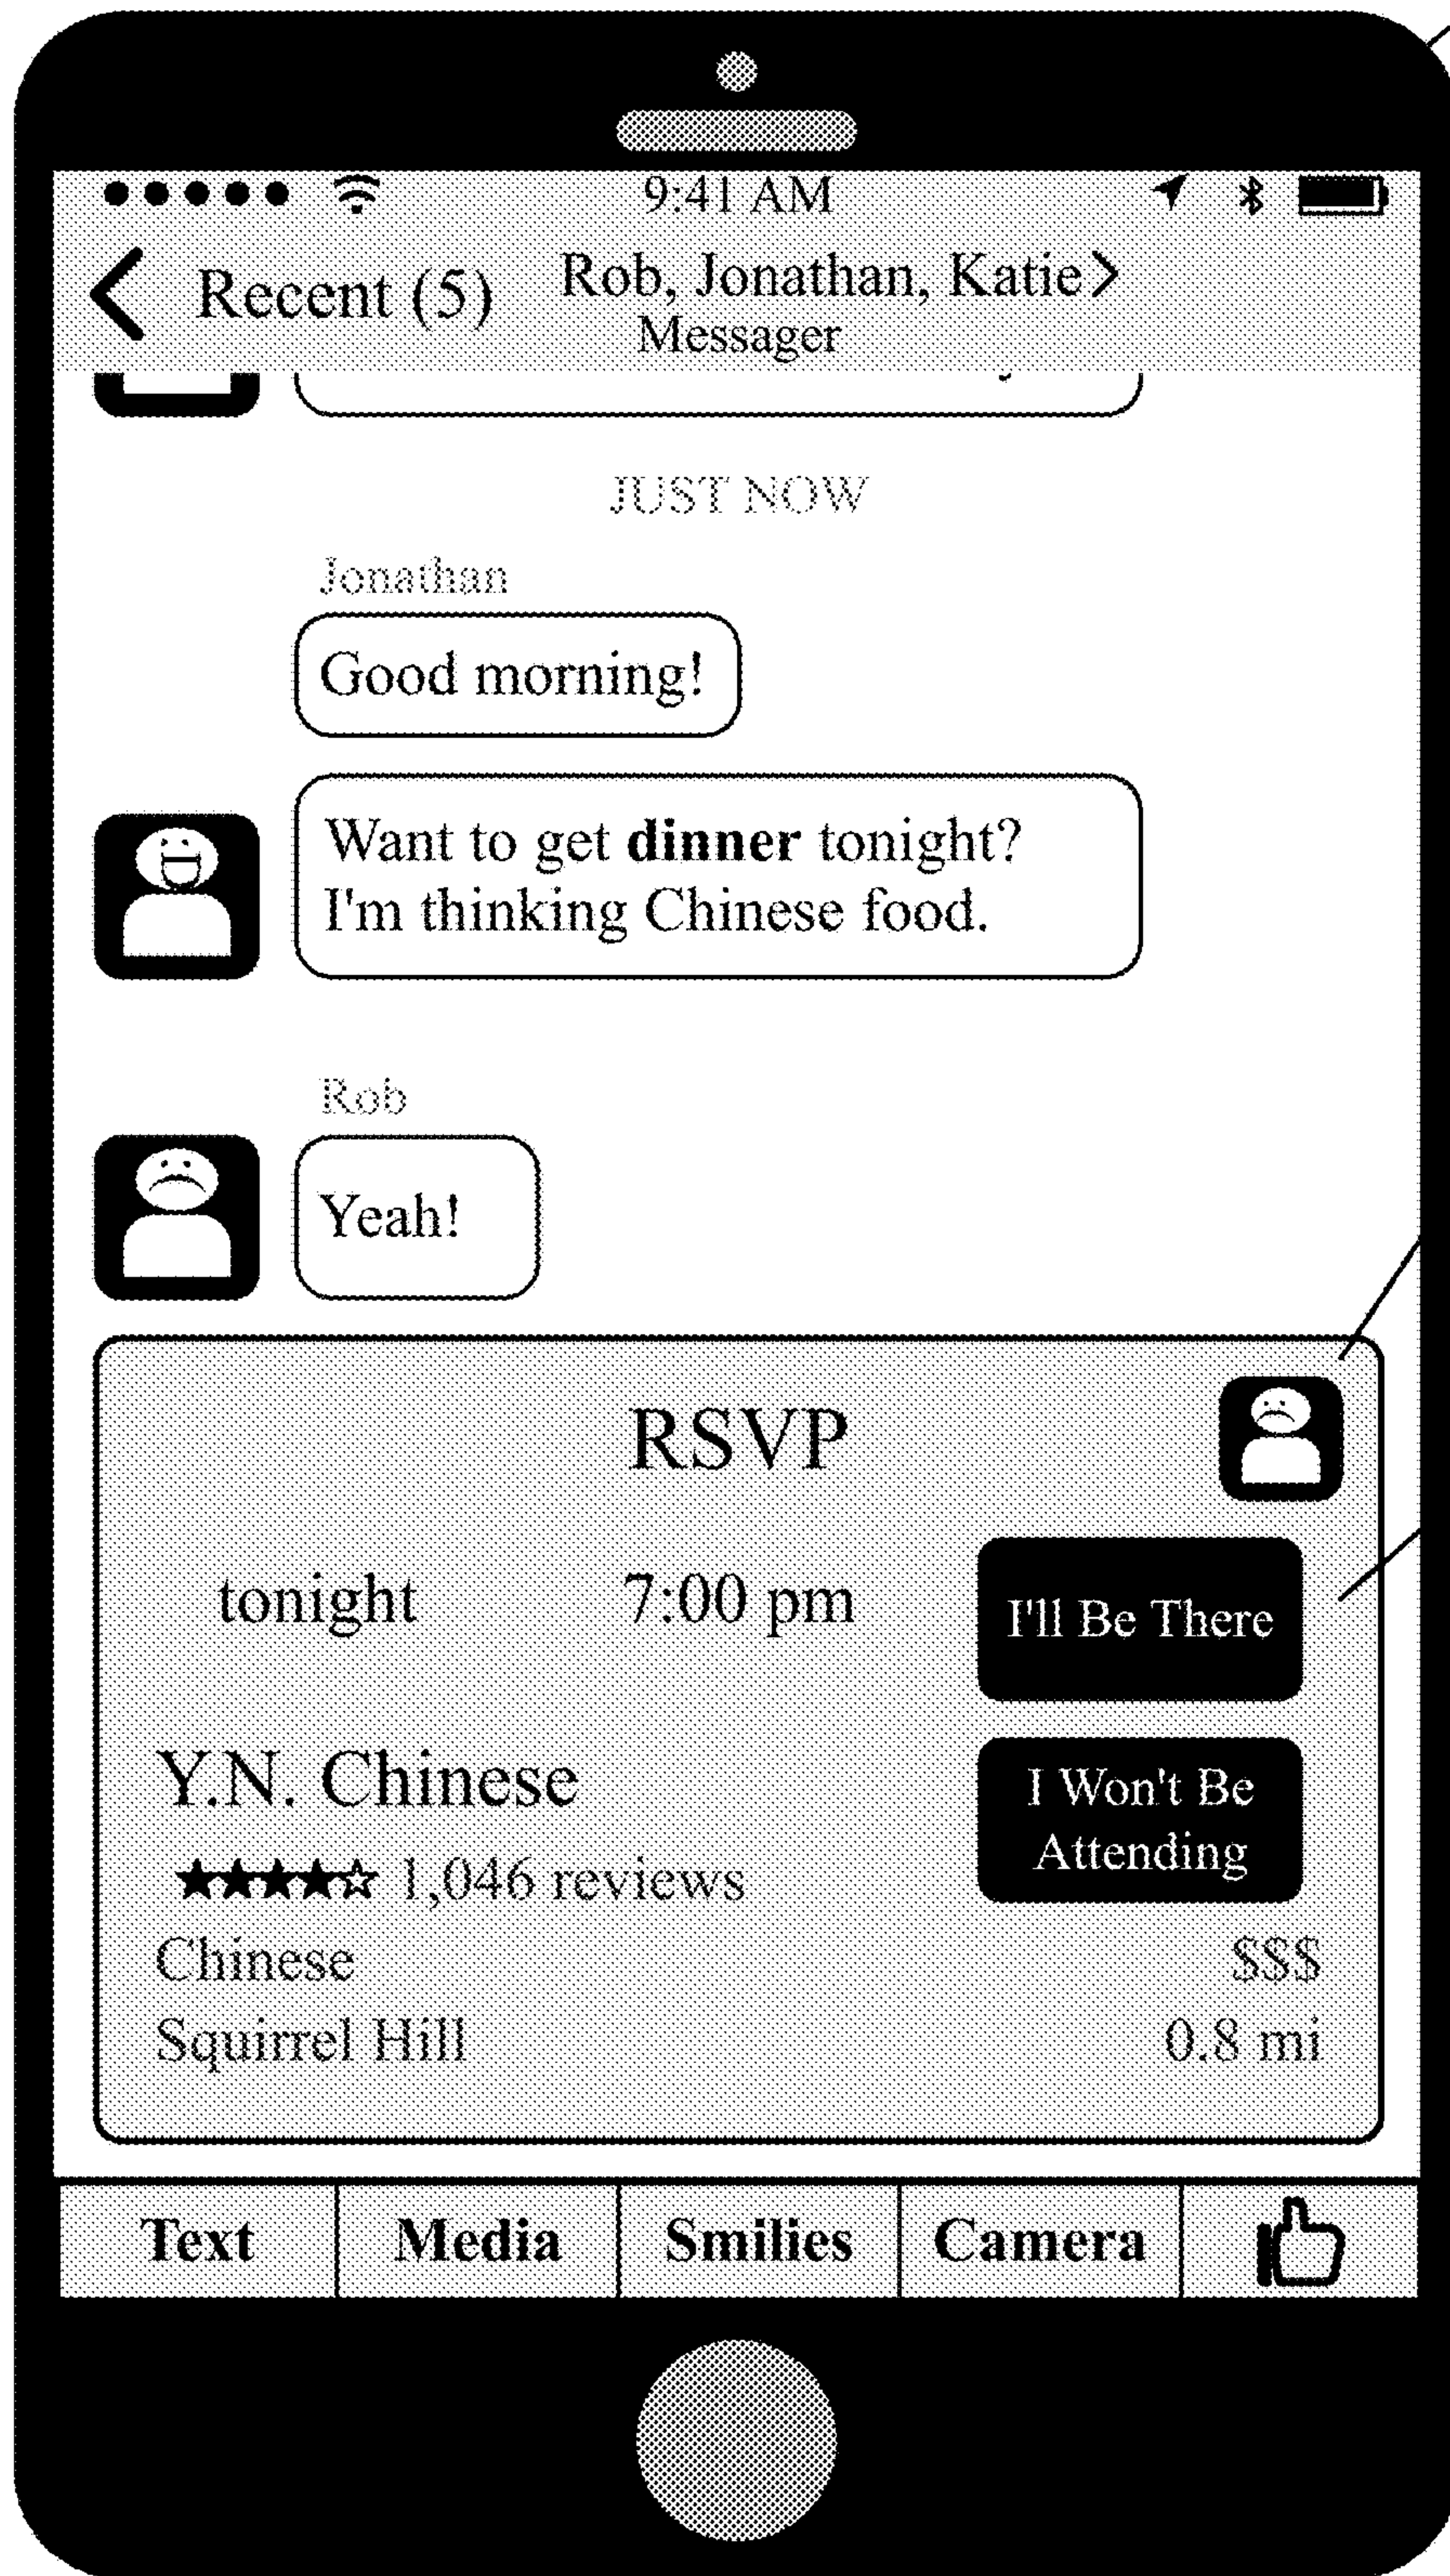 9:41 AM
Recent (5)
Rob, Jonathan, Katie
Messager
JUST NOW
Jonathan
Good morning!
Want to get dinner tonight?
I'm thinking Chinese food.
Rob
Yeah!
RSVP
tonight 7:00 pm
I'll Be There
Y.N. Chinese
I Won't Be
Attending
1,046 reviews
Chinese $$$
Squirrel Hill 0.8 mi
Text Media Smilies Camera